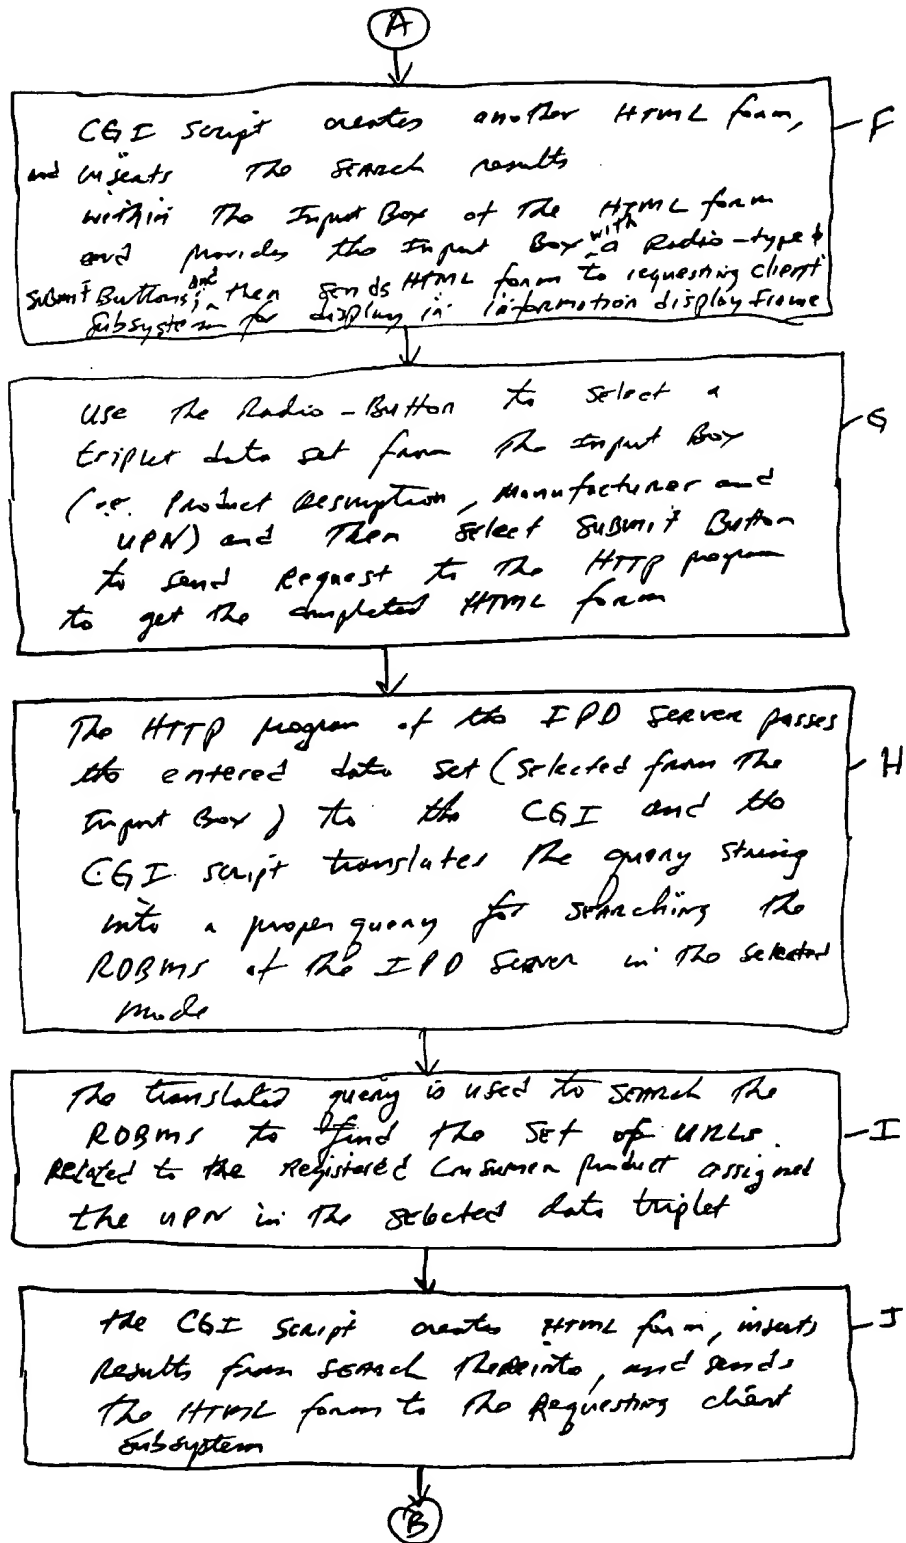 A
CGI Script creates another HTML form, F
and inserts the SEARCH results
within the Input Box of the HTML form
with
and provides the Input Box a Radio-type &
and
Submit Buttons; then sends HTML form to requesting client
Subsystem for display in information display frame
Use the Radio-Button to select a
triplet data set from the Input Box G
(i.e. Product Description, Manufacturer and
UPN) and then select Submit Button
to send Request to the HTTP program
to get the completed HTML form
The HTTP program of the IPD Server passes
the entered data set (selected from the H
Input Box) to the CGI and the
CGI script translates the query string
into a proper query for SEARCHing the
RDBMS of the IPD Server in the selected
mode
The translated query is used to SEARCH the
RDBMS to find the set of URLs I
Related to the Registered Consumer product assigned
the UPN in the selected data triplet
the CGI Script creates HTML form, inserts J
Results from SEARCH thereinto, and sends
the HTML form to the Requesting client
Subsystem
B